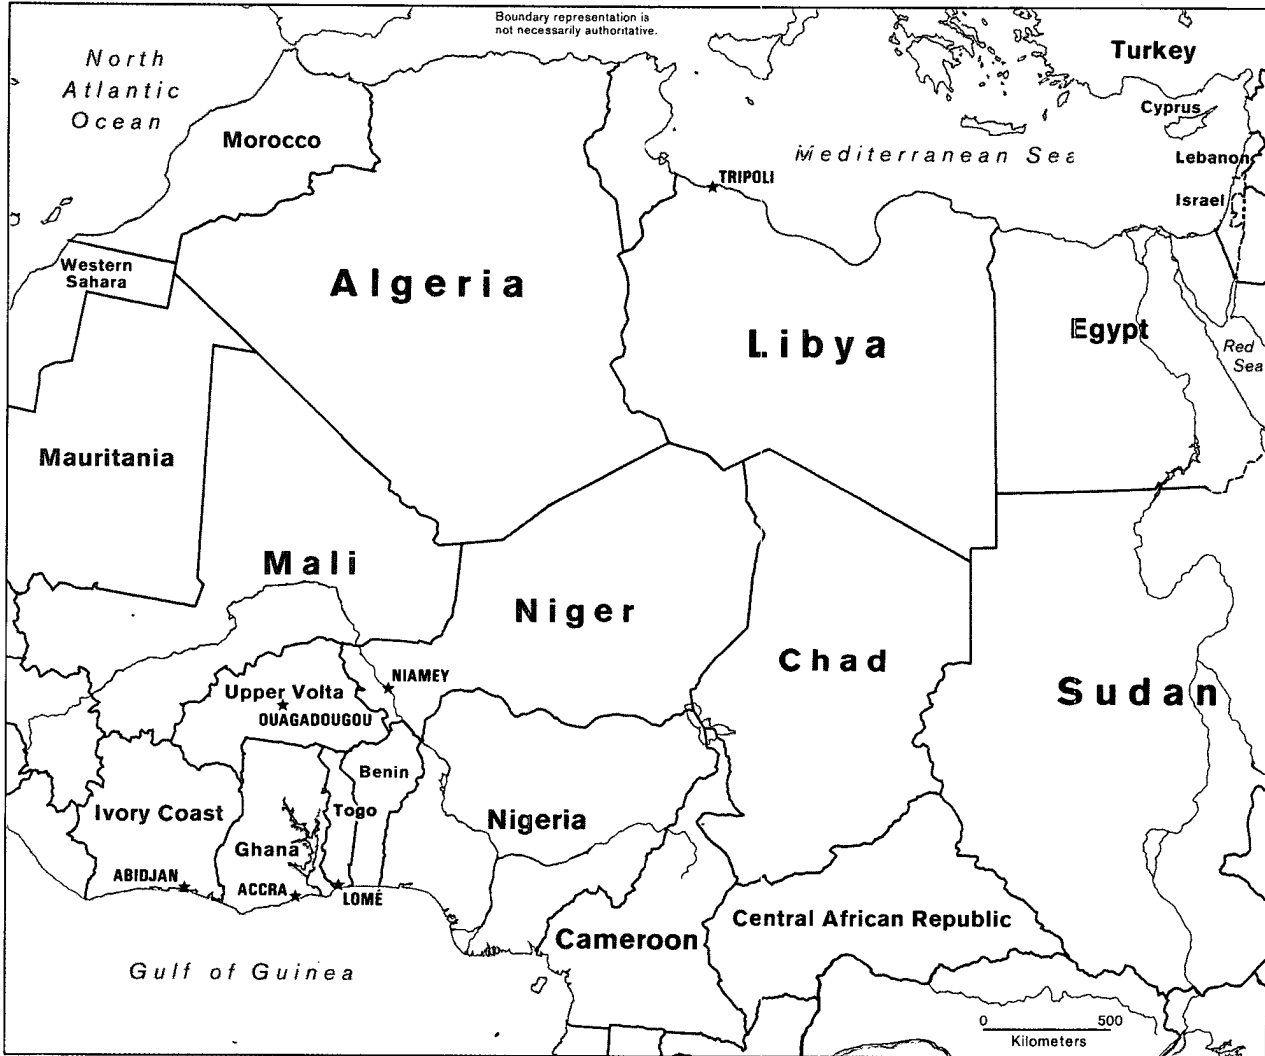 Boundary representation is
not necessarily authoritative.
North
Atlantic
Ocean
Turkey
Cyprus
Morocco
Mediterranean Sea
Lebanon
TRIPOLI
Israel
Western
Sahara
Algeria
Libya
Egypt
Red
Sea
Mauritania
Mali
Niger
Chad
NIAMEY
Upper Volta
OUAGADOUGOU
Sudan
Benin
Ivory Coast
Togo
Nigeria
Ghana
ABIDJAN
ACCRA
LOMÉ
Central African Republic
Cameroon
Gulf of Guinea
0 500
Kilometers